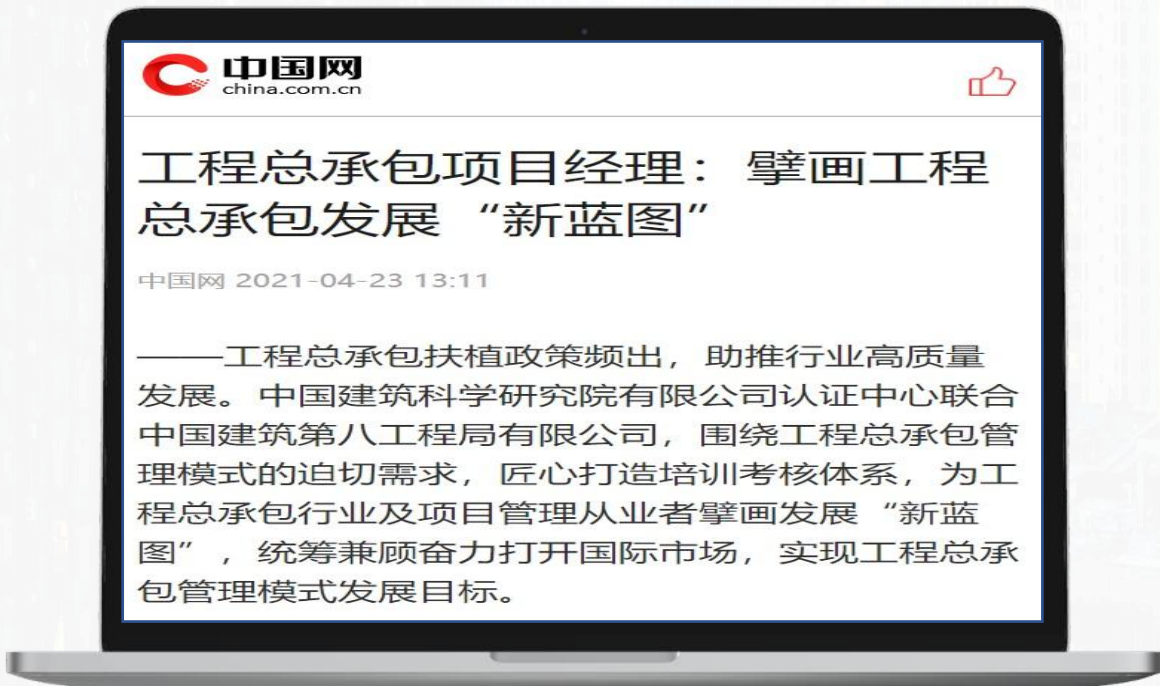 中国网
china.com.cn
工程总承包项目经理：擘画工程
总承包发展“新蓝图”
中国网 2021-04-23 13:11
——工程总承包扶植政策频出，助推行业高质量
发展。中国建筑科学研究院有限公司认证中心联合
中国建筑第八工程局有限公司，围绕工程总承包管
理模式的迫切需求，匠心打造培训考核体系，为工
程总承包行业及项目管理从业者擘画发展“新蓝
图”，统筹兼顾奋力打开国际市场，实现工程总承
包管理模式发展目标。